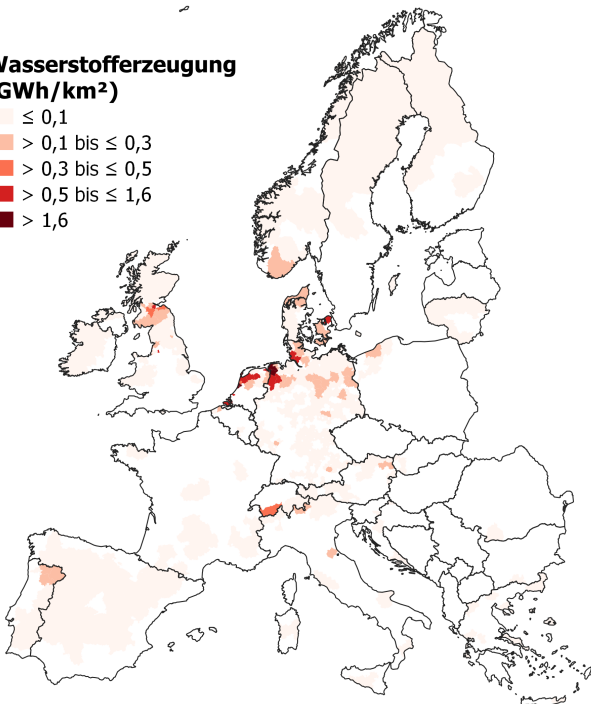 Wasserstofferzeugung
GWh/km²)
≤ 0,1
> 0,1 bis ≤ 0,3
> 0,3 bis ≤ 0,5
> 0,5 bis ≤ 1,6
> 1,6